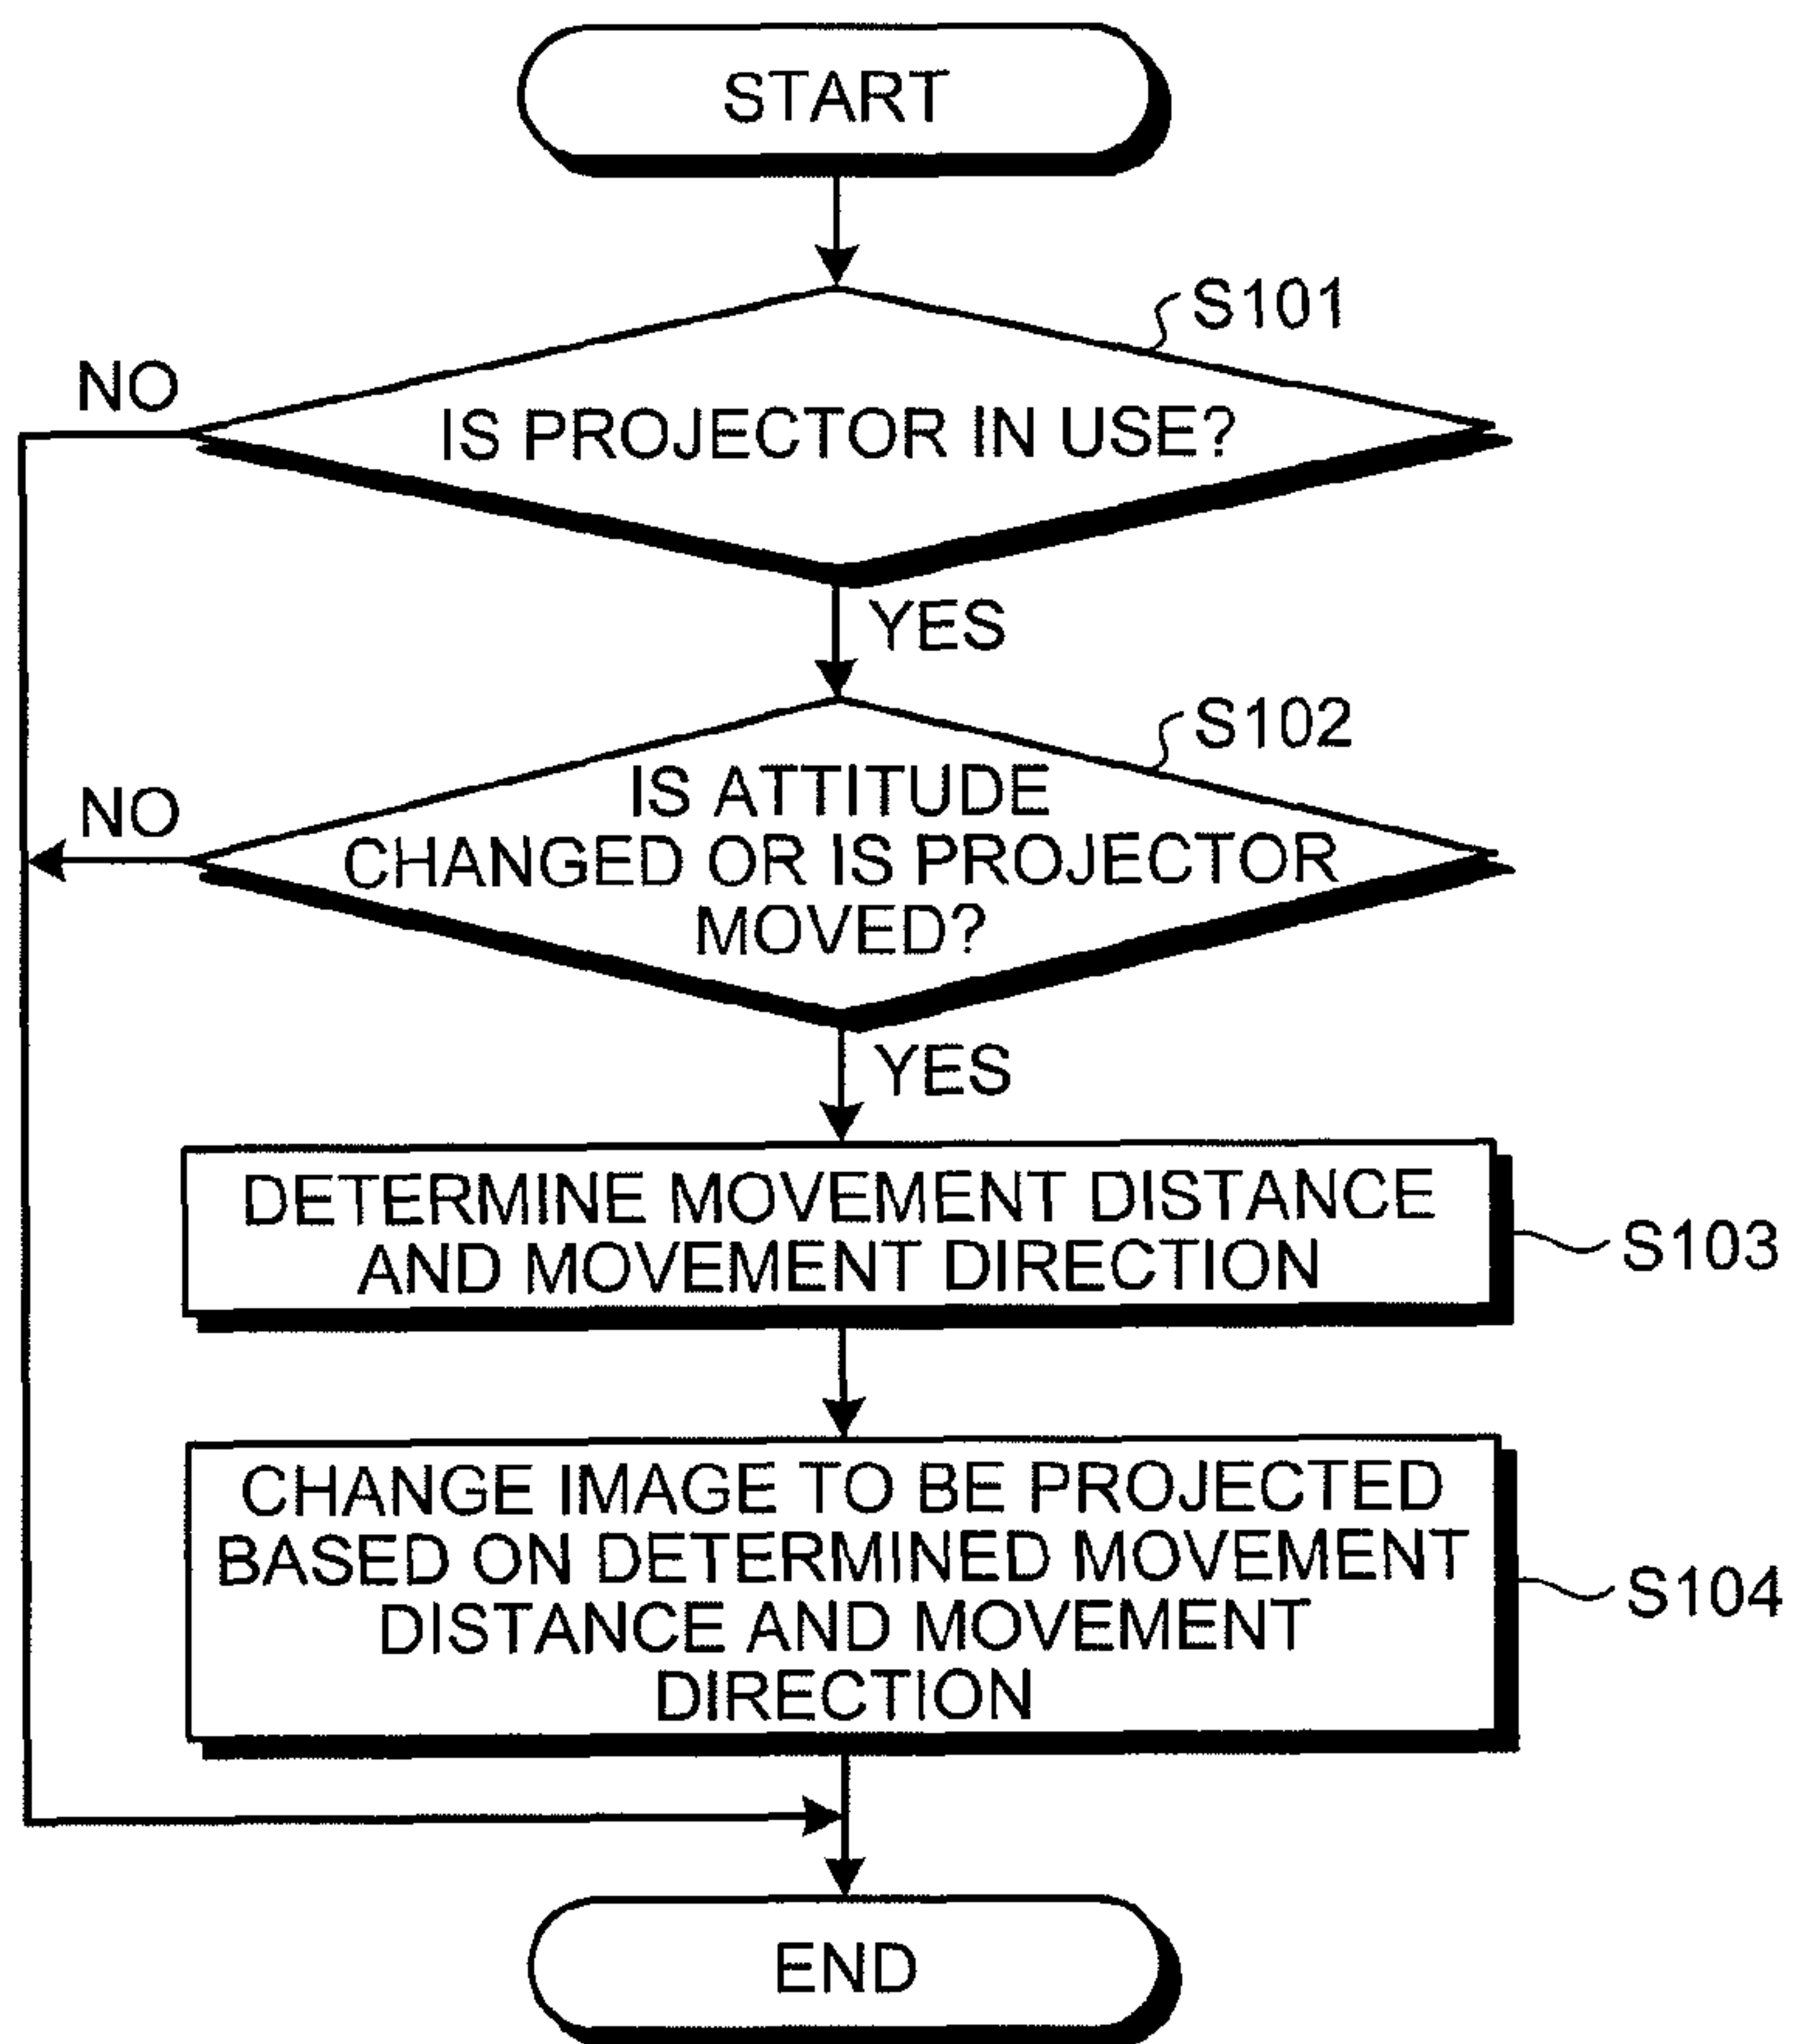 START
S101
NO
IS PROJECTOR IN USE?
YES
S102
NO
IS ATTITUDE
CHANGED OR IS PROJECTOR
MOVED?
YES
DETERMINE MOVEMENT DISTANCE
AND MOVEMENT DIRECTION
S103
CHANGE IMAGE TO BE PROJECTED
BASED ON DETERMINED MOVEMENT
DISTANCE AND MOVEMENT
DIRECTION
S104
END